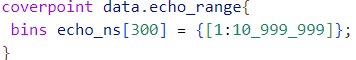 coverpoint data.echo_range{
bins echo_ns[300] = {[1:10_999_999]};
}